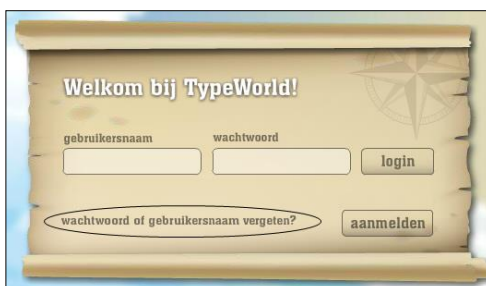 Welkom bij TypeWorld!
gebruikersnaam wachtwoord
login
wachtwoord of gebruikersnaam vergeten?
aanmelden